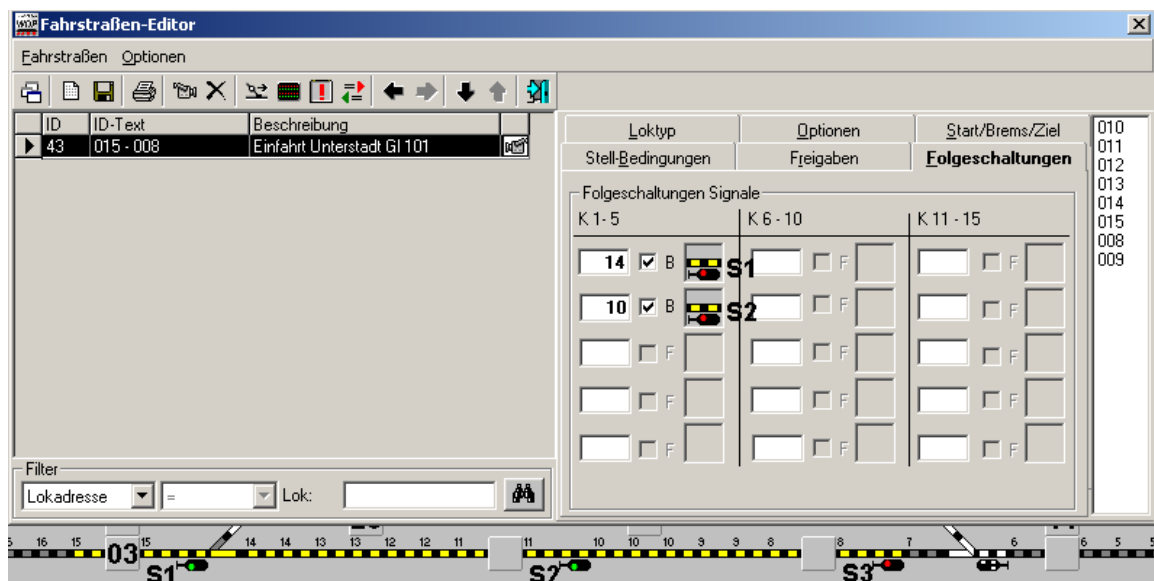 WDP Fahrstraßen-Editor
Fahrstraßen Optionen
ID ID-Text Beschreibung
43 015 - 008 Einfahrt Unterstadt Gl 101
Loktyp Optionen Start/Brems/Ziel
Stell-Bedingungen Freigaben Folgeschaltungen
Folgeschaltungen Signale
K 1- 5 K 6 - 10 K 11 - 15
14 B S1 F F
10 B S2 F F
F F F
F F F
F F F
010
011
012
013
014
015
008
009
Filter
Lokadresse = Lok:
16 15 03 15 14 14 13 13 12 12 11 11 10 10 10 9 9 8 8 7 6 6 5 5
S1 S2 S3